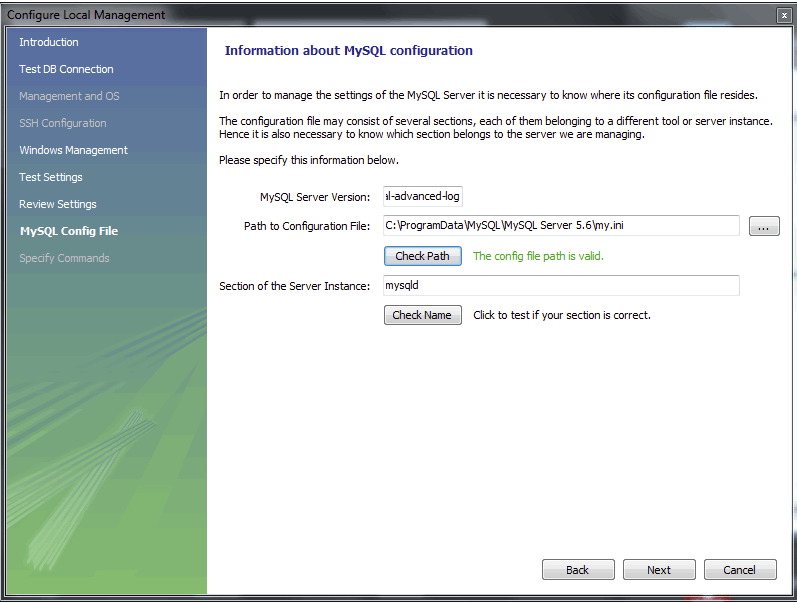 Configure Local Management
x
Introduction
Test DB Connection
Management and OS
SSH Configuration
Windows Management
Test Settings
Review Settings
MySQL Config File
Specify Commands
Information about MySQL configuration
In order to manage the settings of the MySQL Server it is necessary to know where its configuration file resides.
The configuration file may consist of several sections, each of them belonging to a different tool or server instance.
Hence it is also necessary to know which section belongs to the server we are managing.
Please specify this information below.
MySQL Server Version: al-advanced-log
Path to Configuration File: C:\ProgramData\MySQL\MySQL Server 5.6\my.ini ...
Check Path The config file path is valid.
Section of the Server Instance: mysqld
Check Name Click to test if your section is correct.
Back Next Cancel